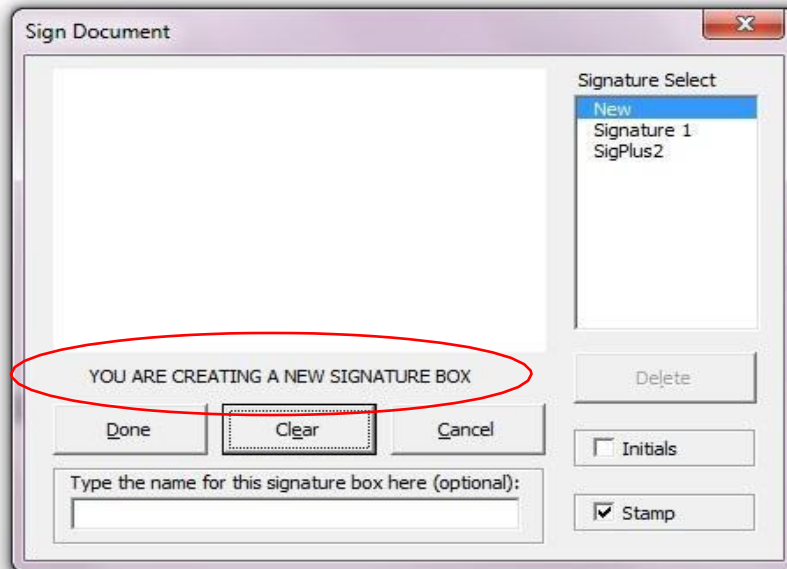 Sign Document
Signature Select
New
Signature 1
SigPlus2
YOU ARE CREATING A NEW SIGNATURE BOX
Delete
Done
Clear
Cancel
Initials
Type the name for this signature box here (optional):
Stamp